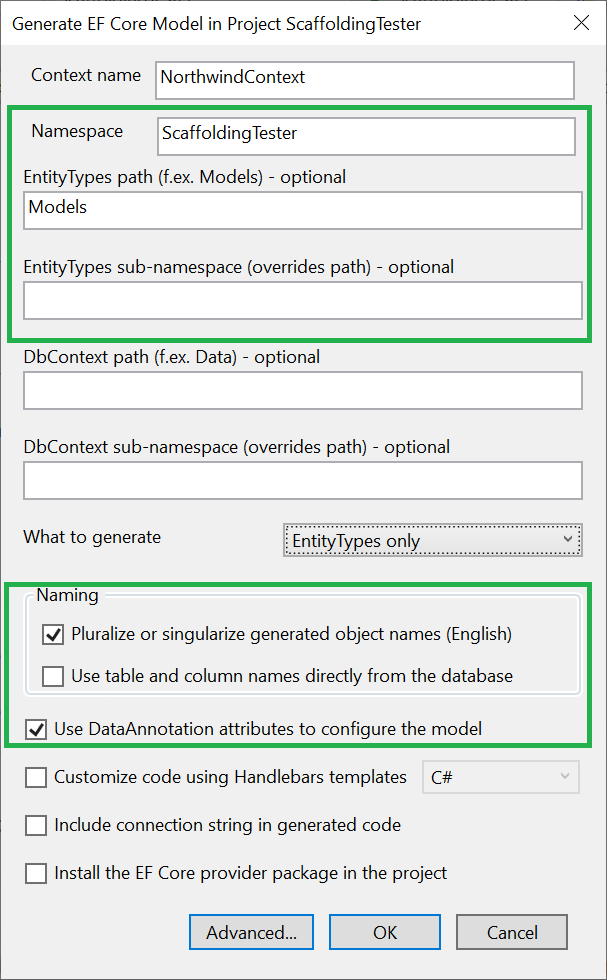 Generate EF Core Model in Project ScaffoldingTester
Context name
NorthwindContext
Namespace
ScaffoldingTester
EntityTypes path (f.ex. Models) - optional
Models
EntityTypes sub-namespace (overrides path) - optional
DbContext path (f.ex. Data) - optional
DbContext sub-namespace (overrides path) - optional
What to generate
EntityTypes only
Naming
Pluralize or singularize generated object names (English)
Use table and column names directly from the database
Use DataAnnotation attributes to configure the model
Customize code using Handlebars templates
C#
Include connection string in generated code
Install the EF Core provider package in the project
Advanced...
OK
Cancel